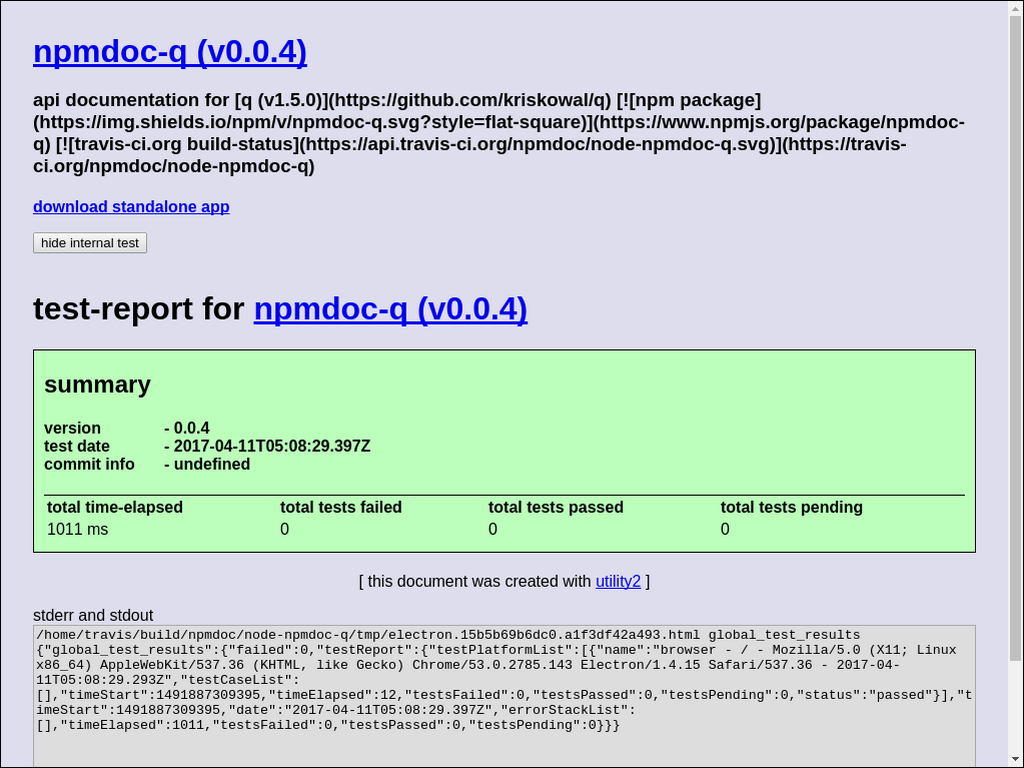 npmdoc-q (v0.0.4)
api documentation for [q (v1.5.0)](https://github.com/kriskowal/q) [![npm package]
(https://img.shields.io/npm/v/npmdoc-q.svg?style=flat-square)](https://www.npmjs.org/package/npmdoc-
q) [![travis-ci.org build-status](https://api.travis-ci.org/npmdoc/node-npmdoc-q.svg)](https://travis-
ci.org/npmdoc/node-npmdoc-q)
download standalone app
hide internal test
test-report for npmdoc-q (v0.0.4)
summary
version - 0.0.4
test date - 2017-04-11T05:08:29.397Z
commit info - undefined
total time-elapsed total tests failed total tests passed total tests pending
1011 ms 0 0 0
[ this document was created with utility2 ]
stderr and stdout
/home/travis/build/npmdoc/node-npmdoc-q/tmp/electron.15b5b69b6dc0.a1f3df42a493.html global_test_results
{"global_test_results":{"failed":0,"testReport":{"testPlatformList":[{"name":"browser - / - Mozilla/5.0 (X11; Linux
x86_64) AppleWebKit/537.36 (KHTML, like Gecko) Chrome/53.0.2785.143 Electron/1.4.15 Safari/537.36 - 2017-04-
11T05:08:29.293Z","testCaseList":
[],"timeStart":1491887309395,"timeElapsed":12,"testsFailed":0,"testsPassed":0,"testsPending":0,"status":"passed"}],"t
imeStart":1491887309395,"date":"2017-04-11T05:08:29.397Z","errorStackList":
[],"timeElapsed":1011,"testsFailed":0,"testsPassed":0,"testsPending":0}}}